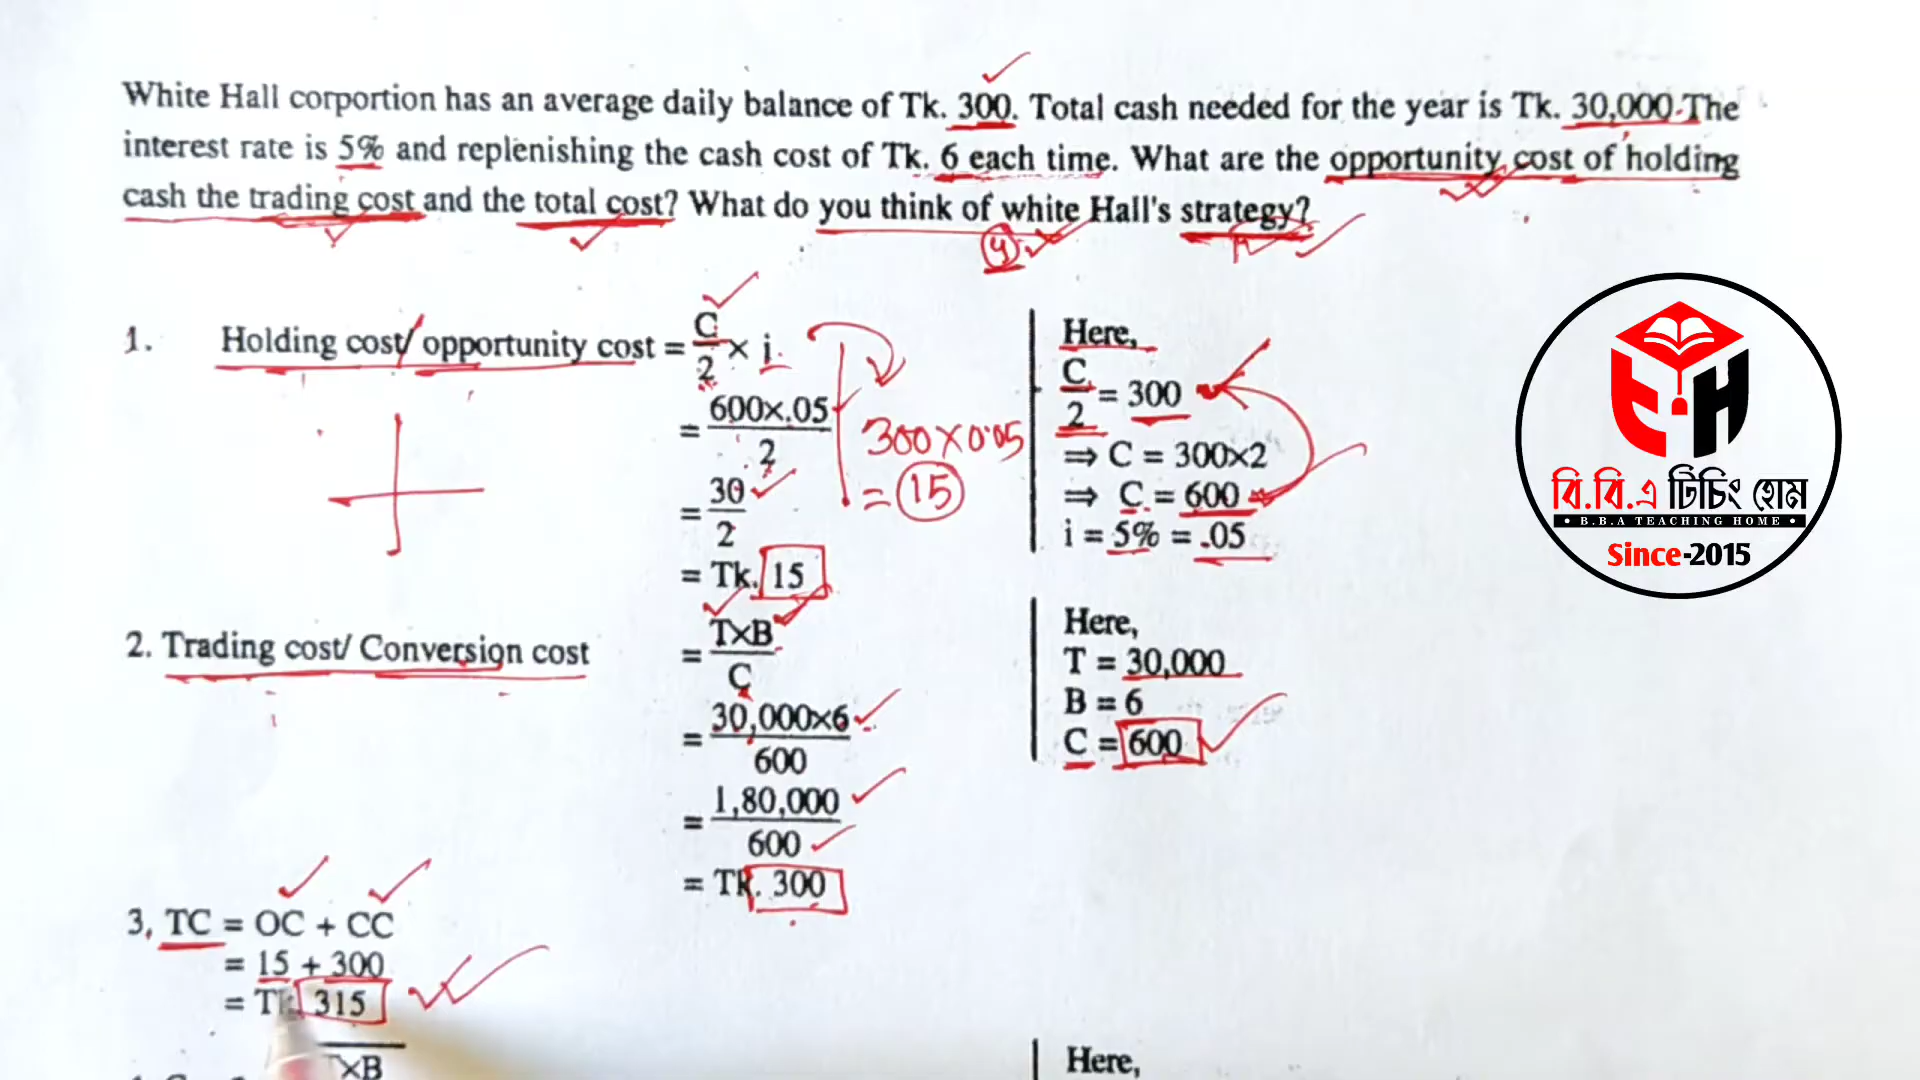 White Hall corportion has an average daily balance of Tk. 300. Total cash needed for the year is Tk. 30,000-The
interest rate is 5% and replenishing the cash cost of Tk. 6 each time. What are the opportunity cost of holding
cash the trading cost and the total cost? What do you think of white Hall's strategy?
1. Holding cost/ opportunity cost = C/2 × i
= 600×.05/2
= 30/2
= Tk. 15
300×0.05
= 15
Here,
C/2 = 300
⇒ C = 300×2
⇒ C = 600
i = 5% = .05
2. Trading cost/ Conversion cost = T×B/C
= 30,000×6/600
= 1,80,000/600
= Tk. 300
Here,
T = 30,000
B = 6
C = 600
3, TC = OC + CC
= 15 + 300
= Tk. 315
×B
Here,
বি.বি.এ টিচিং হোম
• B.B.A TEACHING HOME •
Since-2015